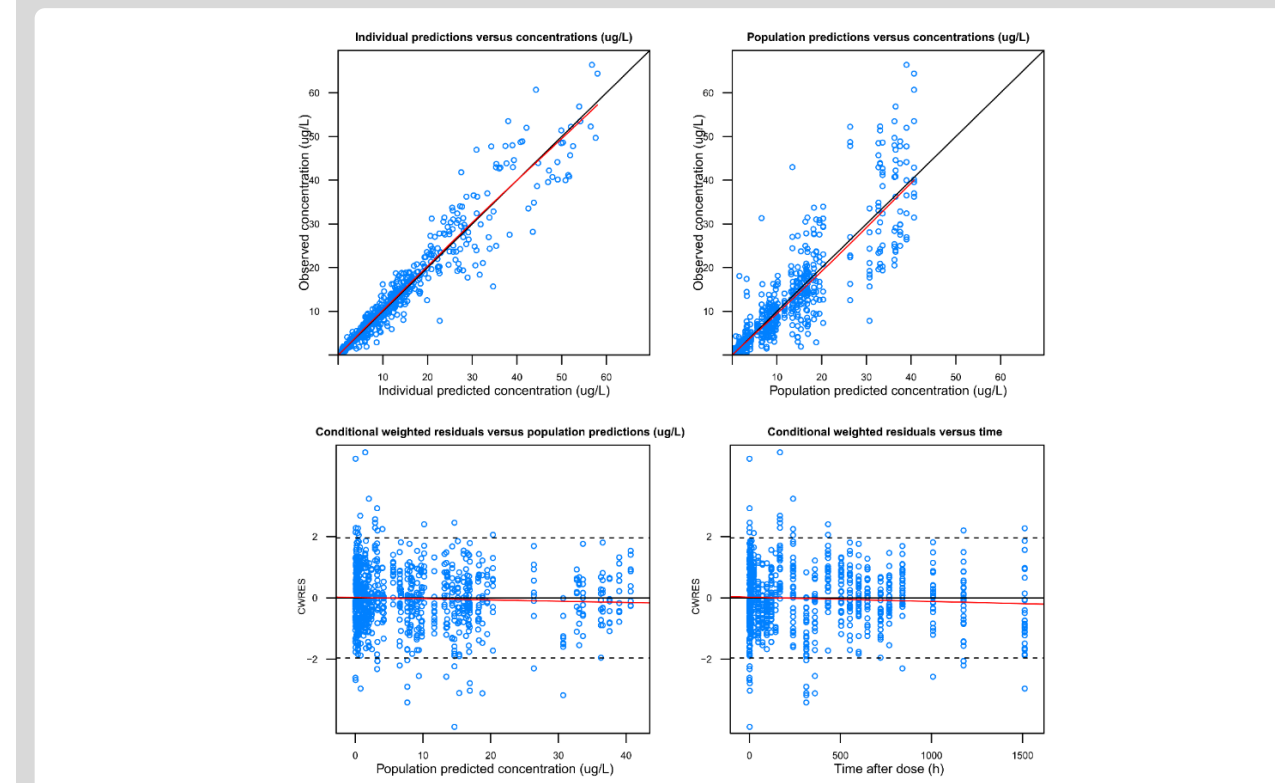 Individual predictions versus concentrations (ug/L)
Observed concentration (ug/L)
60
50
40
30
20
10
10 20 30 40 50 60
Individual predicted concentration (ug/L)
Population predictions versus concentrations (ug/L)
Observed concentration (ug/L)
60
50
40
30
20
10
10 20 30 40 50 60
Population predicted concentration (ug/L)
Conditional weighted residuals versus population predictions (ug/L)
CWRES
2
0
−2
0 10 20 30 40
Population predicted concentration (ug/L)
Conditional weighted residuals versus time
CWRES
2
0
−2
0 500 1000 1500
Time after dose (h)